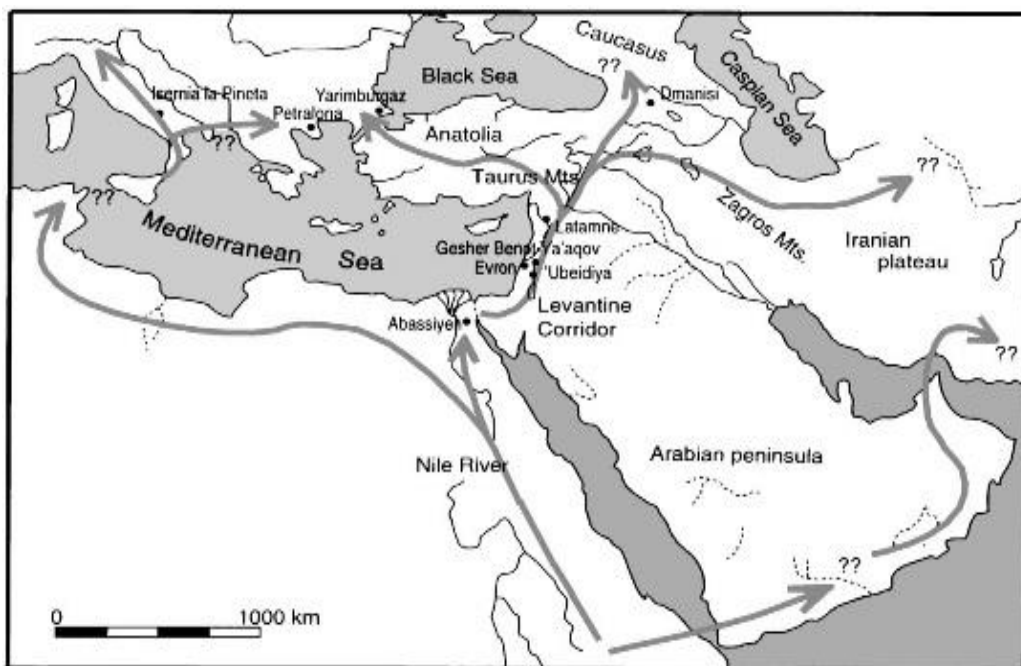 Caucasus
??
Black Sea
Caspian Sea
Dmanisi
Isernia la Pineta
Yarimburgaz
Petralona
??
Anatolia
??
Taurus Mts.
??
Zagros Mts.
Mediterranean Sea
Latamne
Gesher Benot Ya'aqov
Evron
'Ubeidiya
Iranian
plateau
Levantine
Corridor
Abassiyeh
??
Nile River
Arabian peninsula
??
0 1000 km